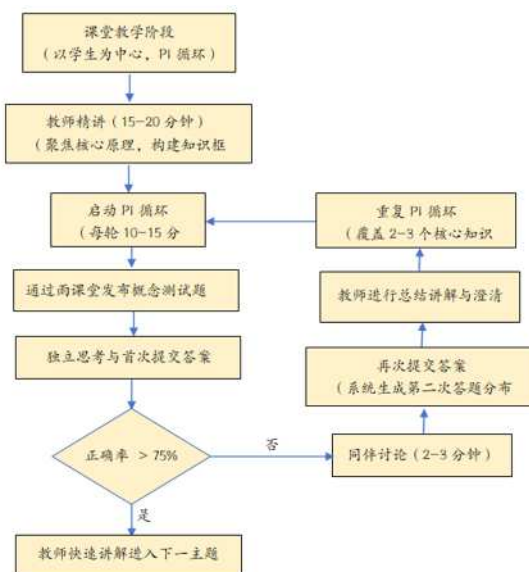 课堂教学阶段
（以学生为中心，PI 循环）
教师精讲（15-20 分钟）
（聚焦核心原理，构建知识框
启动 PI 循环
（每轮 10-15 分
通过雨课堂发布概念测试题
独立思考与首次提交答案
正确率 > 75%
是
教师快速讲解进入下一主题
否
同伴讨论（2-3 分钟）
再次提交答案
（系统生成第二次答题分布
教师进行总结讲解与澄清
重复 PI 循环
（覆盖 2-3 个核心知识